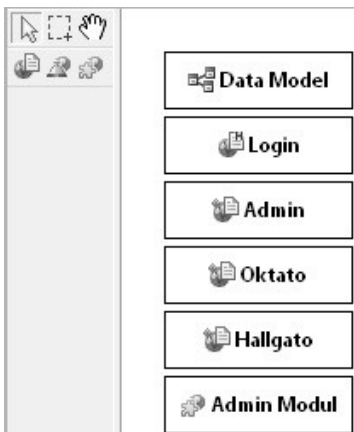 Data Model
Login
Admin
Oktato
Hallgato
Admin Modul